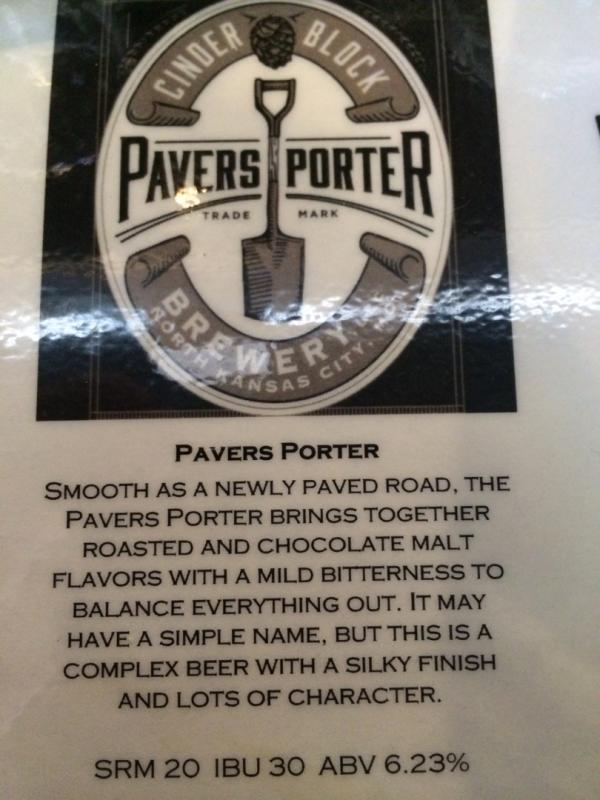 CINDER BLOCK
PAVERS PORTER
TRADE MARK
BREWERY
NORTH KANSAS CITY,
PAVERS PORTER
SMOOTH AS A NEWLY PAVED ROAD, THE
PAVERS PORTER BRINGS TOGETHER
ROASTED AND CHOCOLATE MALT
FLAVORS WITH A MILD BITTERNESS TO
BALANCE EVERYTHING OUT. IT MAY
HAVE A SIMPLE NAME, BUT THIS IS A
COMPLEX BEER WITH A SILKY FINISH
AND LOTS OF CHARACTER.
SRM 20 IBU 30 ABV 6.23%